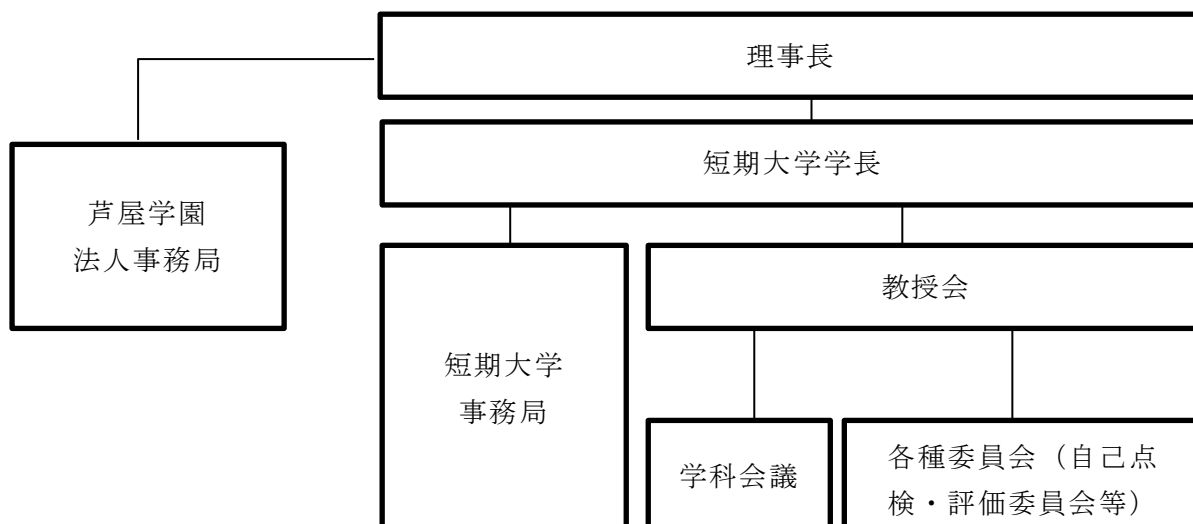 理事長
短期大学学長
芦屋学園
法人事務局
教授会
短期大学
事務局
学科会議
各種委員会（自己点
検・評価委員会等）